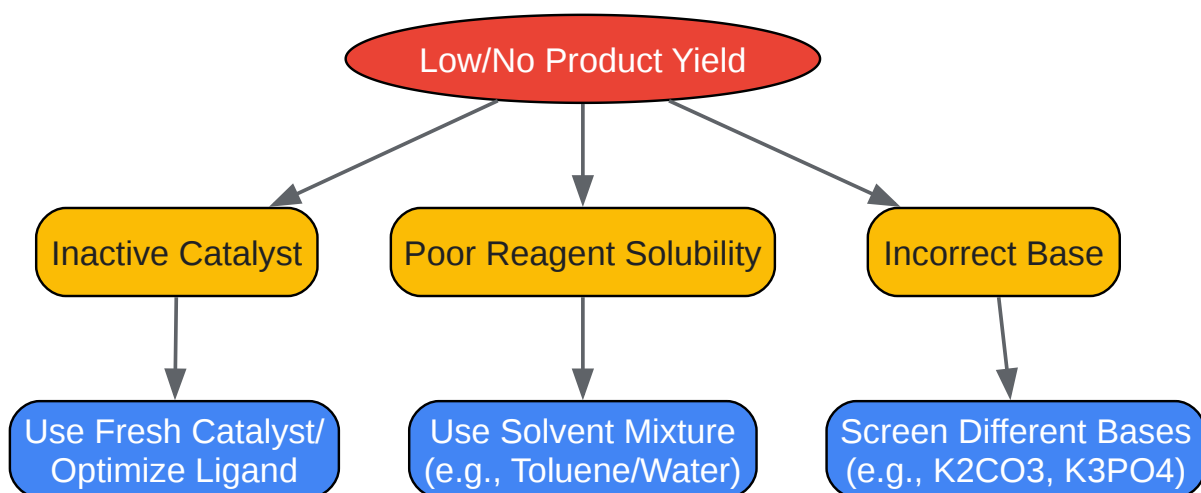 Low/No Product Yield
Inactive Catalyst
Poor Reagent Solubility
Incorrect Base
Use Fresh Catalyst/
Optimize Ligand
Use Solvent Mixture
(e.g., Toluene/Water)
Screen Different Bases
(e.g., K2CO3, K3PO4)